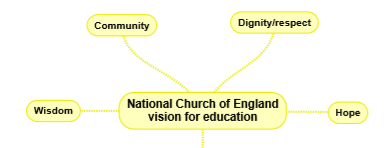 Community
Dignity/respect
Wisdom
National Church of England
vision for education
Hope